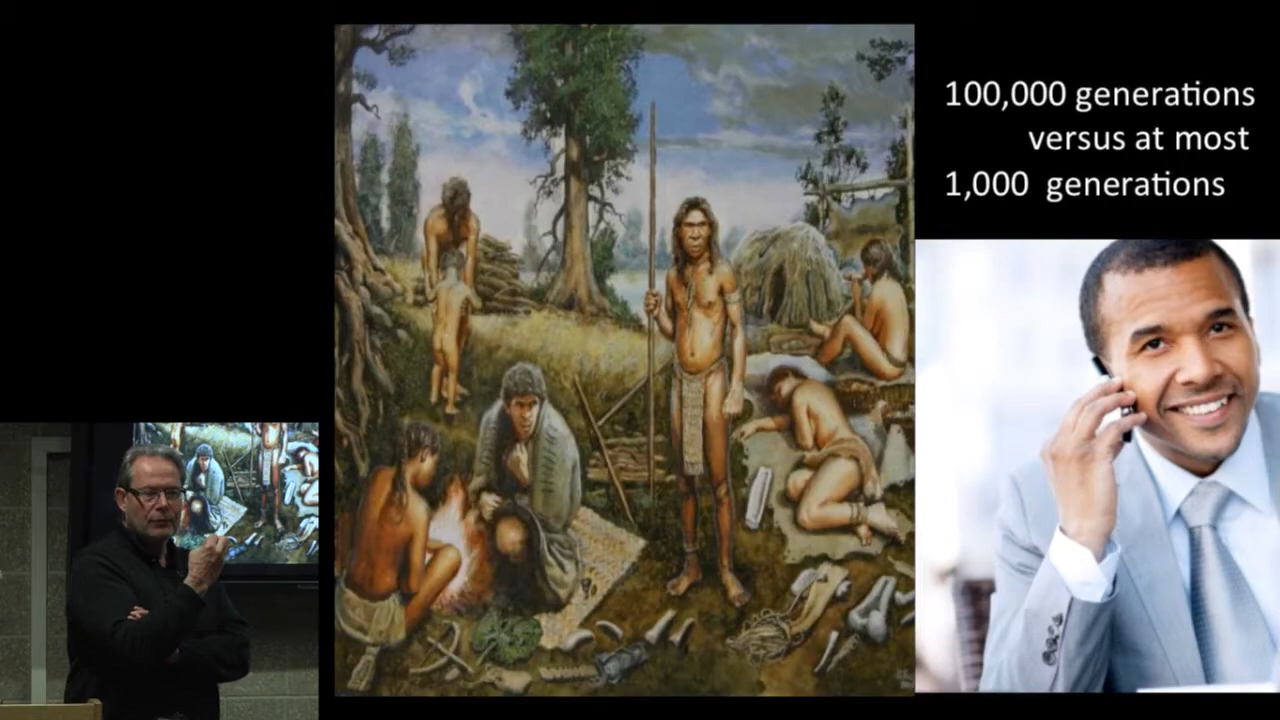 100,000 generations
versus at most
1,000 generations